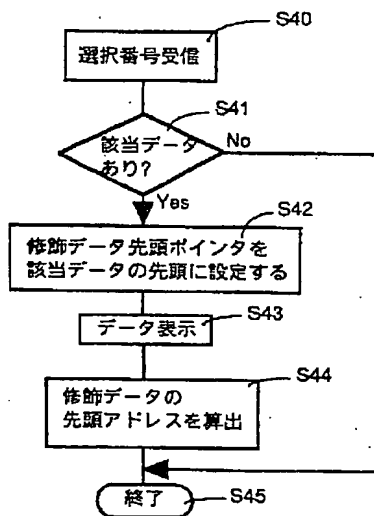 S40
選択番号受信
S41
該当データ
あり?
No
Yes
S42
修飾データ先頭ポインタを
該当データの先頭に設定する
S43
データ表示
S44
修飾データの
先頭アドレスを算出
終了
S45